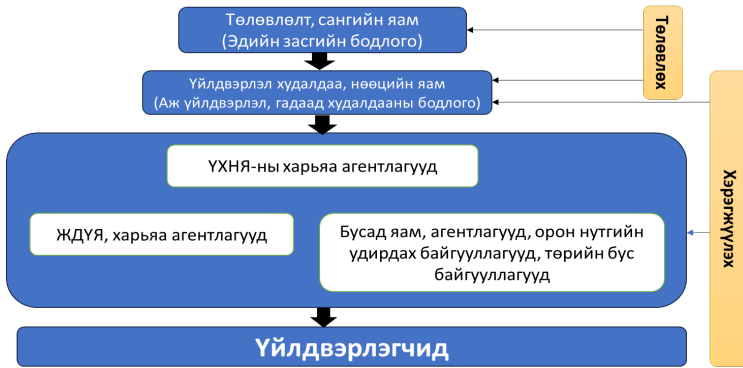 Төлөвлөлт, сангийн яам
(Эдийн засгийн бодлого)
Төлөвлөх
Үйлдвэрлэл худалдаа, нөөцийн яам
(Аж үйлдвэрлэл, гадаад худалдааны бодлого)
Хэрэгжүүлэх
ҮХНЯ-ны харьяа агентлагууд
ЖДҮЯ, харьяа агентлагууд
Бусад яам, агентлагууд, орон нутгийн
удирдах байгууллагууд, төрийн бус
байгууллагууд
Үйлдвэрлэгчид